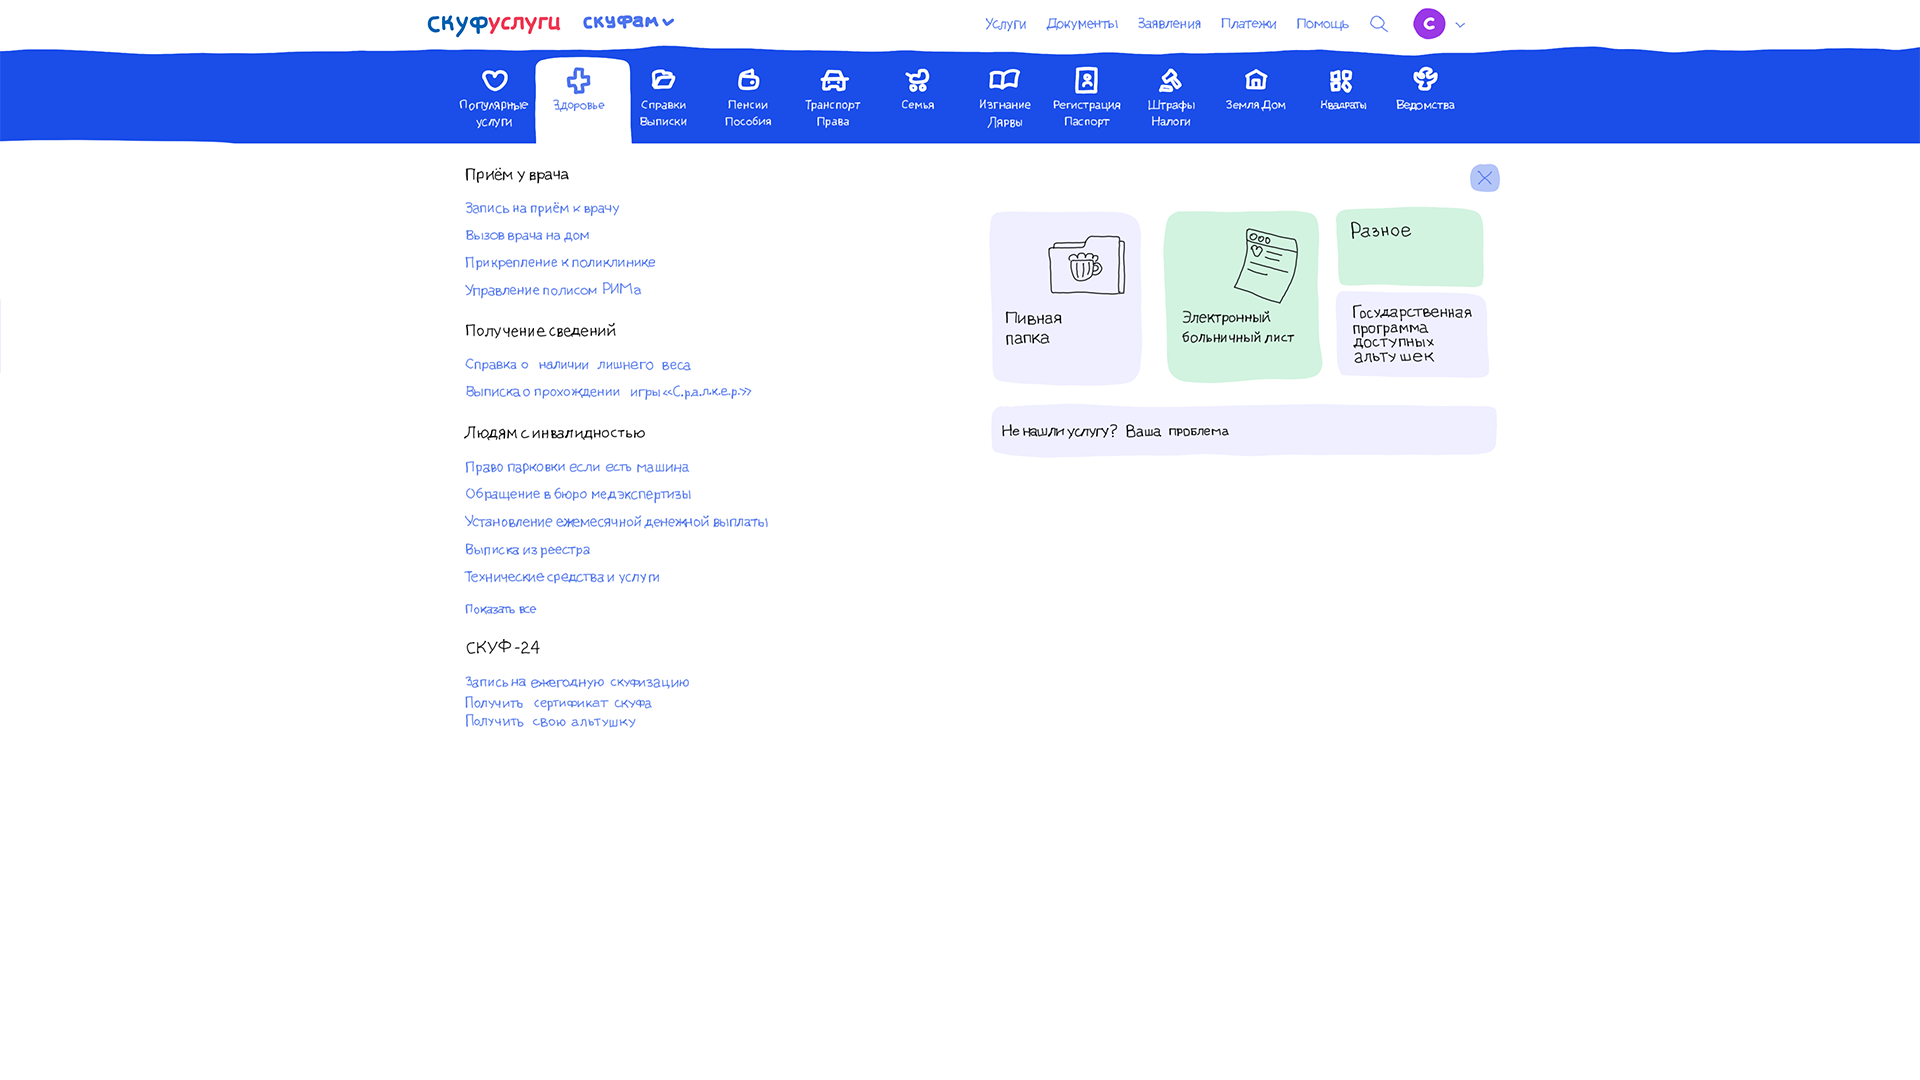 скуфуслуги скуфам
Услуги Документы Заявления Платежи Помощь С
Популярные услуги
Здоровье
Справки Выписки
Пенсии Пособия
Транспорт Права
Семья
Изгнание Лярвы
Регистрация Паспорт
Штрафы Налоги
Земля Дом
Квадраты
Ведомства
Приём у врача
Запись на приём к врачу
Вызов врача на дом
Прикрепление к поликлинике
Управление полисом РИМа
Получение сведений
Справка о наличии лишнего веса
Выписка о прохождении игры «С.р.а.л.к.е.р.»
Людям с инвалидностью
Право парковки если есть машина
Обращение в бюро медэкспертизы
Установление ежемесячной денежной выплаты
Выписка из реестра
Технические средства и услуги
Показать все
СКУФ-24
Запись на ежегодную скуфизацию
Получить сертификат скуфа
Получить свою альтушку
Пивная
папка
Электронный
больничный лист
Разное
Государственная
программа
доступных
альтушек
Не нашли услугу? Ваша проблема